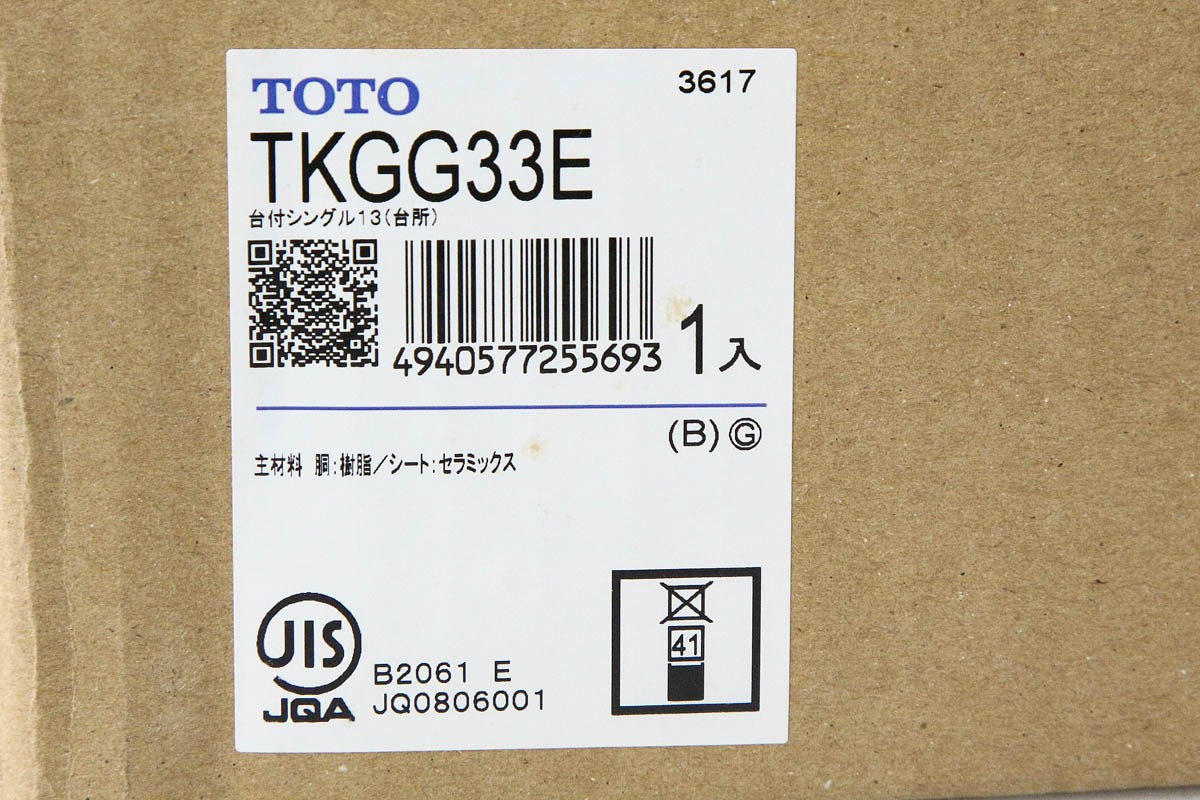 TOTO
3617
TKGG33E
台付シングル13(台所)
4940577255693
1入
(B) Ⓖ
主材料 胴:樹脂/シート:セラミックス
JIS
JQA
B2061 E
JQ0806001
41